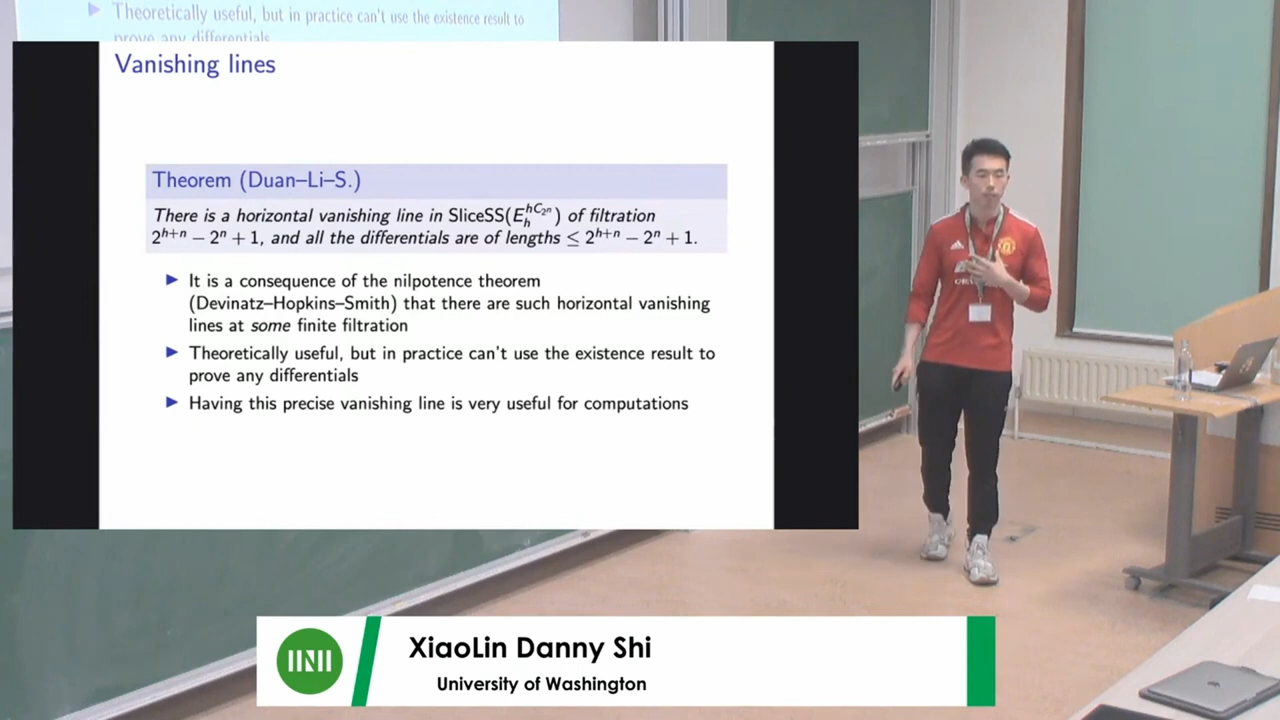 ▶ Theoretically useful, but in practice can't use the existence result to
prove any differentials
Vanishing lines
Theorem (Duan–Li–S.)
There is a horizontal vanishing line in SliceSS(E_h^{hC_{2^n}}) of filtration
2^{h+n} − 2^n + 1, and all the differentials are of lengths ≤ 2^{h+n} − 2^n + 1.
▶ It is a consequence of the nilpotence theorem
(Devinatz–Hopkins–Smith) that there are such horizontal vanishing
lines at some finite filtration
▶ Theoretically useful, but in practice can't use the existence result to
prove any differentials
▶ Having this precise vanishing line is very useful for computations
XiaoLin Danny Shi
University of Washington